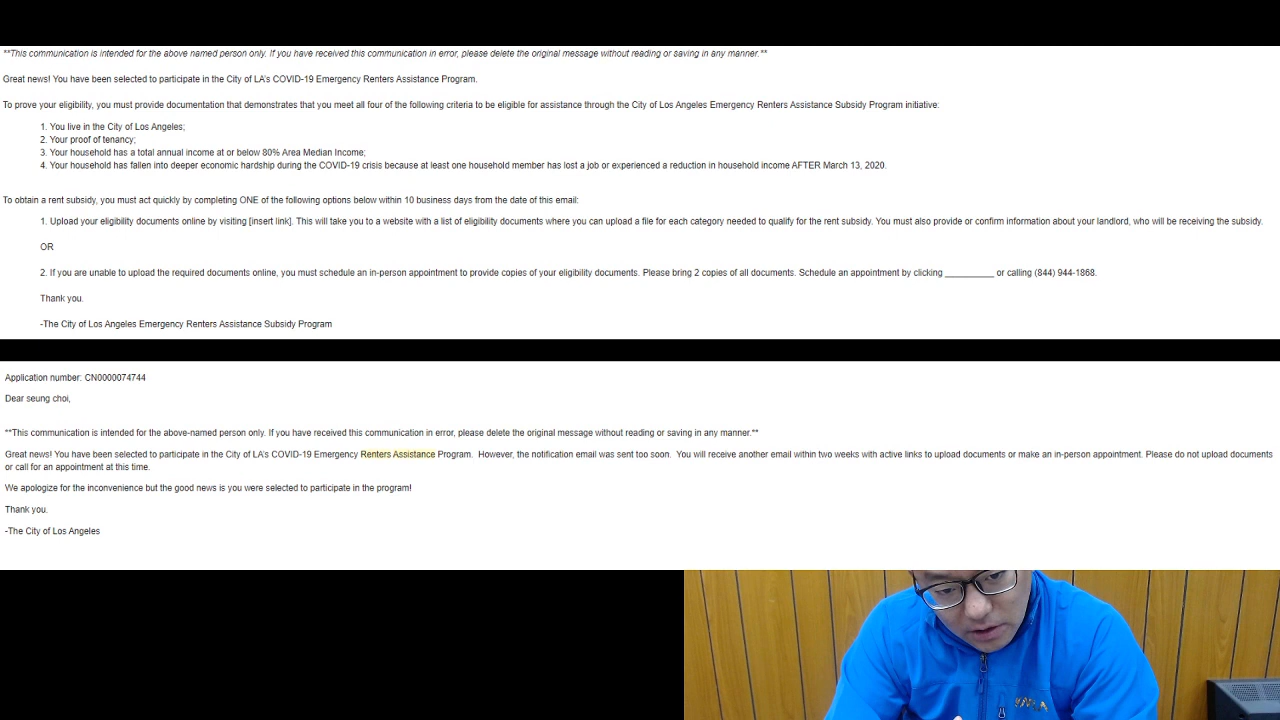 **This communication is intended for the above named person only. If you have received this communication in error, please delete the original message without reading or saving in any manner.**
Great news! You have been selected to participate in the City of LA's COVID-19 Emergency Renters Assistance Program.
To prove your eligibility, you must provide documentation that demonstrates that you meet all four of the following criteria to be eligible for assistance through the City of Los Angeles Emergency Renters Assistance Subsidy Program initiative:
1. You live in the City of Los Angeles;
2. Your proof of tenancy;
3. Your household has a total annual income at or below 80% Area Median Income;
4. Your household has fallen into deeper economic hardship during the COVID-19 crisis because at least one household member has lost a job or experienced a reduction in household income AFTER March 13, 2020.
To obtain a rent subsidy, you must act quickly by completing ONE of the following options below within 10 business days from the date of this email:
1. Upload your eligibility documents online by visiting [insert link]. This will take you to a website with a list of eligibility documents where you can upload a file for each category needed to qualify for the rent subsidy. You must also provide or confirm information about your landlord, who will be receiving the subsidy.
OR
2. If you are unable to upload the required documents online, you must schedule an in-person appointment to provide copies of your eligibility documents. Please bring 2 copies of all documents. Schedule an appointment by clicking __________ or calling (844) 944-1868.
Thank you.
-The City of Los Angeles Emergency Renters Assistance Subsidy Program
Application number: CN0000074744
Dear seung choi,
**This communication is intended for the above-named person only. If you have received this communication in error, please delete the original message without reading or saving in any manner.**
Great news! You have been selected to participate in the City of LA's COVID-19 Emergency Renters Assistance Program. However, the notification email was sent too soon. You will receive another email within two weeks with active links to upload documents or make an in-person appointment. Please do not upload documents
or call for an appointment at this time.
We apologize for the inconvenience but the good news is you were selected to participate in the program!
Thank you.
-The City of Los Angeles